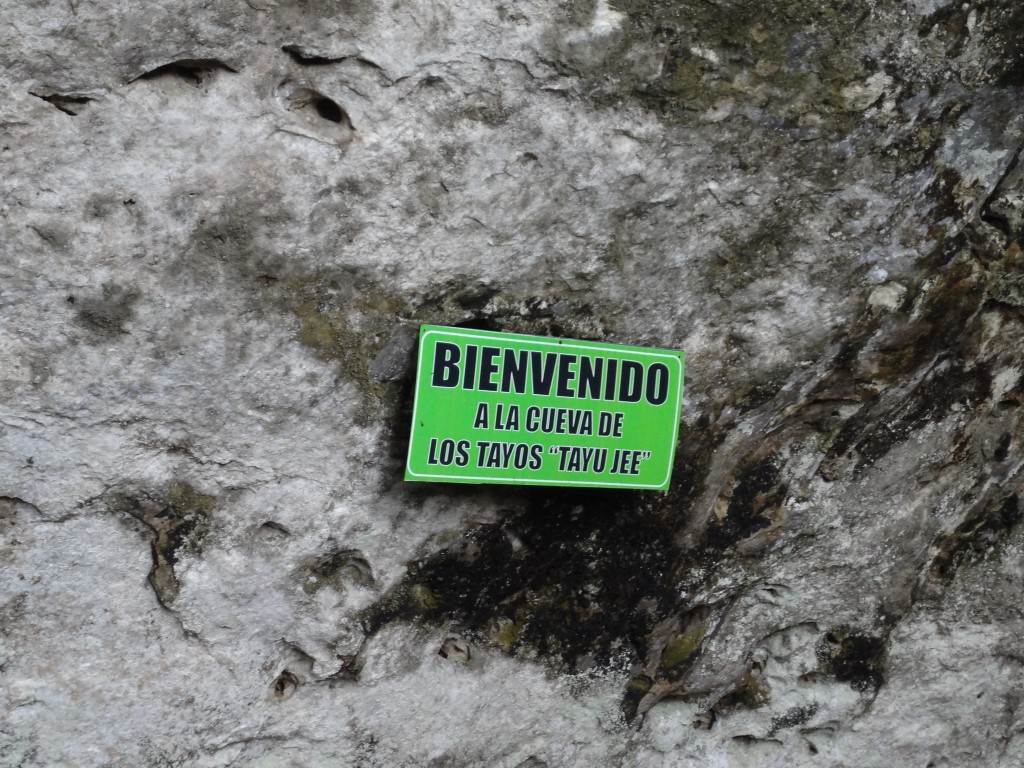 BIENVENIDO
A LA CUEVA DE
LOS TAYOS “TAYU JEE”